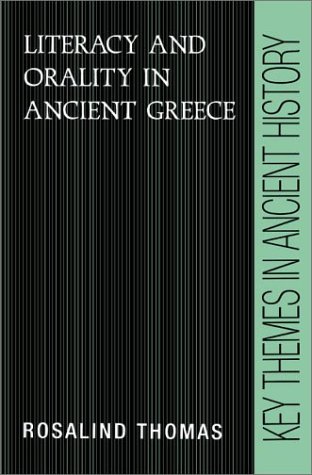 LITERACY AND
ORALITY IN
ANCIENT GREECE
KEY THEMES IN ANCIENT HISTORY
ROSALIND THOMAS